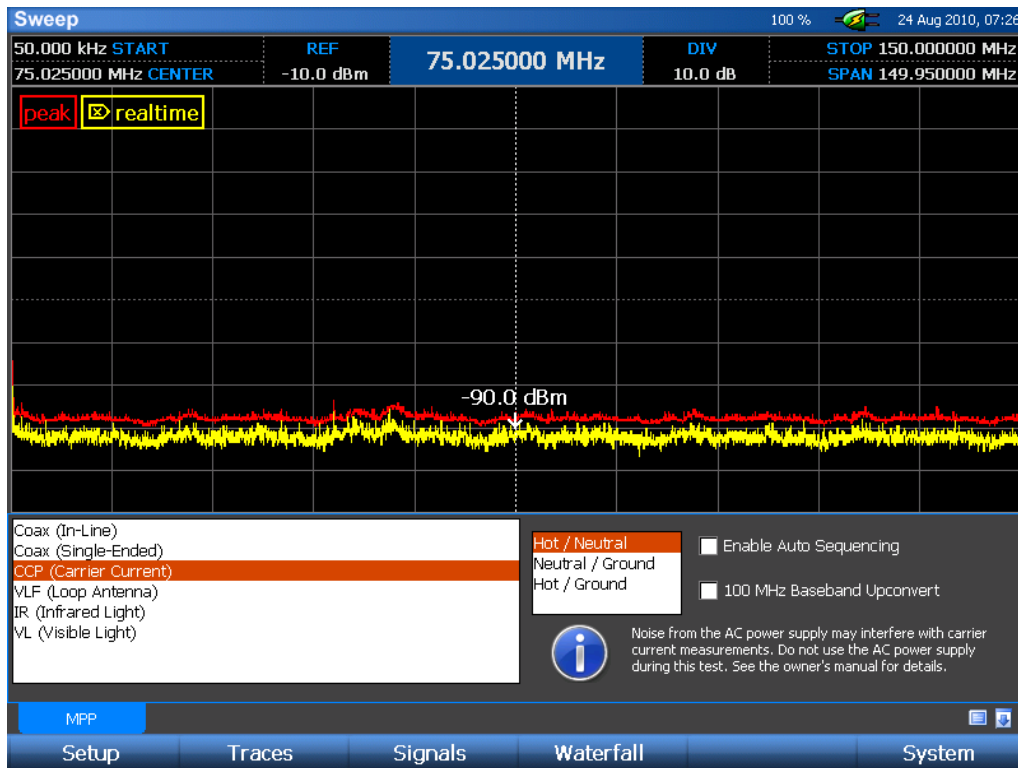 Sweep
100 %
24 Aug 2010, 07:26
50.000 kHz START
75.025000 MHz CENTER
REF
-10.0 dBm
75.025000 MHz
DIV
10.0 dB
STOP 150.000000 MHz
SPAN 149.950000 MHz
peak
realtime
-90.0 dBm
Coax (In-Line)
Coax (Single-Ended)
CCP (Carrier Current)
VLF (Loop Antenna)
IR (Infrared Light)
VL (Visible Light)
Hot / Neutral
Neutral / Ground
Hot / Ground
Enable Auto Sequencing
100 MHz Baseband Upconvert
Noise from the AC power supply may interfere with carrier
current measurements. Do not use the AC power supply
during this test. See the owner's manual for details.
MPP
Setup
Traces
Signals
Waterfall
System